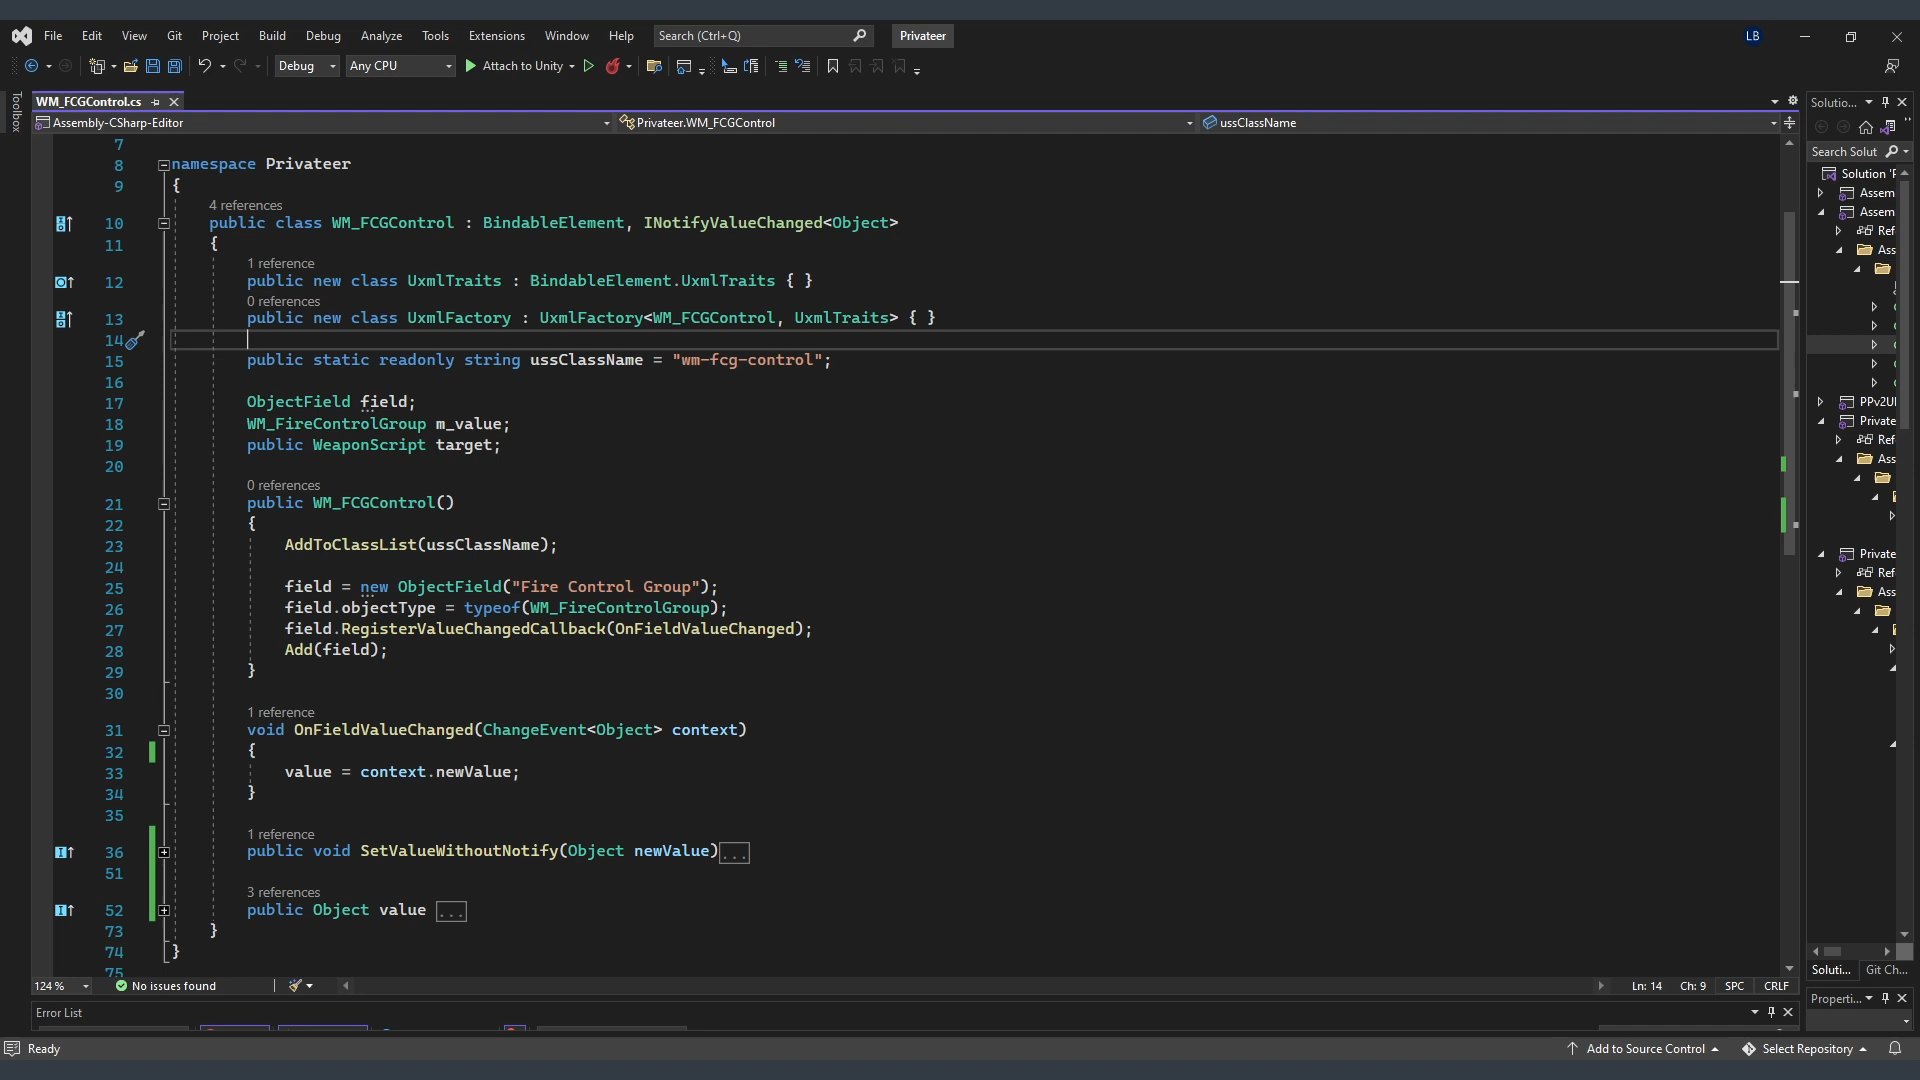 File Edit View Git Project Build Debug Analyze Tools Extensions Window Help Search (Ctrl+Q) Privateer LB
Debug Any CPU Attach to Unity
Toolbox
WM_FCGControl.cs
Assembly-CSharp-Editor Privateer.WM_FCGControl ussClassName
7
8 namespace Privateer
9 {
4 references
10 public class WM_FCGControl : BindableElement, INotifyValueChanged<Object>
11 {
1 reference
12 public new class UxmlTraits : BindableElement.UxmlTraits { }
0 references
13 public new class UxmlFactory : UxmlFactory<WM_FCGControl, UxmlTraits> { }
14
15 public static readonly string ussClassName = "wm-fcg-control";
16
17 ObjectField field;
18 WM_FireControlGroup m_value;
19 public WeaponScript target;
20
0 references
21 public WM_FCGControl()
22 {
23 AddToClassList(ussClassName);
24
25 field = new ObjectField("Fire Control Group");
26 field.objectType = typeof(WM_FireControlGroup);
27 field.RegisterValueChangedCallback(OnFieldValueChanged);
28 Add(field);
29 }
30
1 reference
31 void OnFieldValueChanged(ChangeEvent<Object> context)
32 {
33 value = context.newValue;
34 }
35
1 reference
36 public void SetValueWithoutNotify(Object newValue)...
51
3 references
52 public Object value ...
73 }
74 }
75
124 % No issues found Ln: 14 Ch: 9 SPC CRLF
Error List
Ready Add to Source Control Select Repository
Solutio...
Search Solut
Solution 'P
Assem
Assem
Ref
Ass
PPv2U
Private
Ref
Ass
Private
Ref
Ass
Soluti... Git Ch...
Properti...